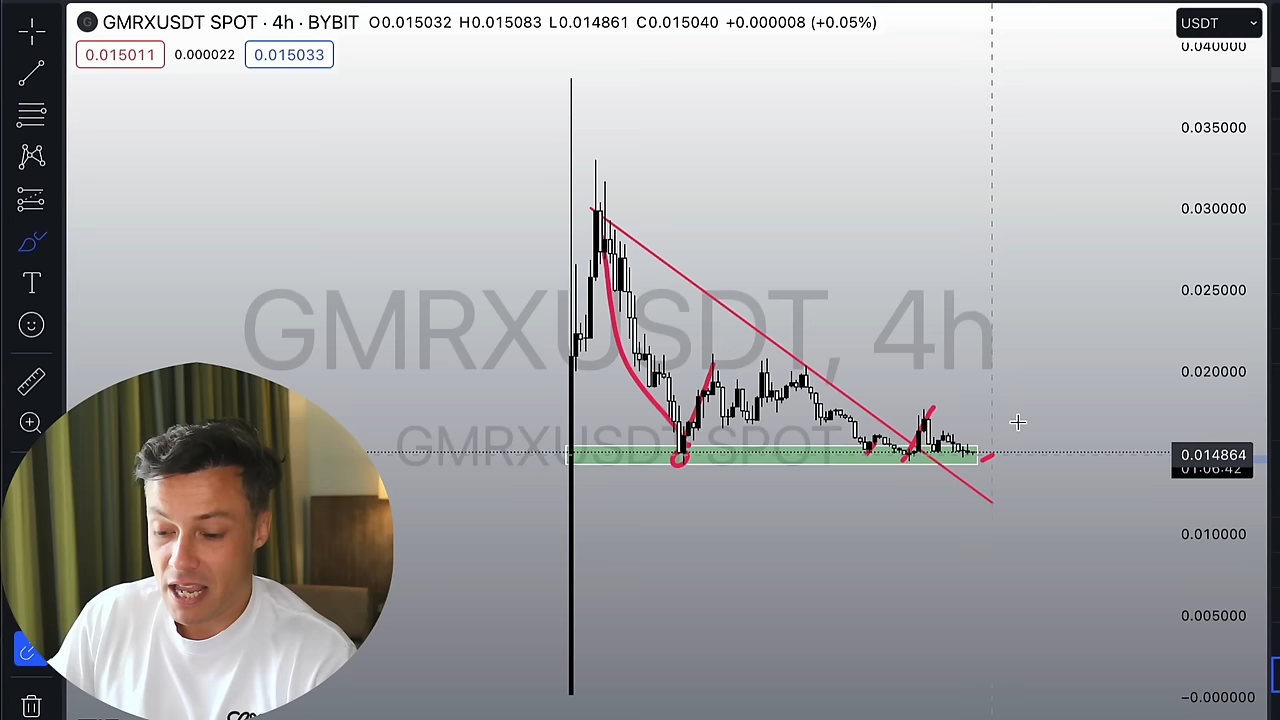 GMRXUSDT SPOT · 4h · BYBIT O0.015032 H0.015083 L0.014861 C0.015040 +0.000008 (+0.05%)
USDT
0.015011 0.000022 0.015033
0.040000
0.035000
0.030000
0.025000
0.020000
0.014864
01:06:42
0.010000
0.005000
−0.000000
GMRXUSDT, 4h
GMRXUSDT SPOT
T